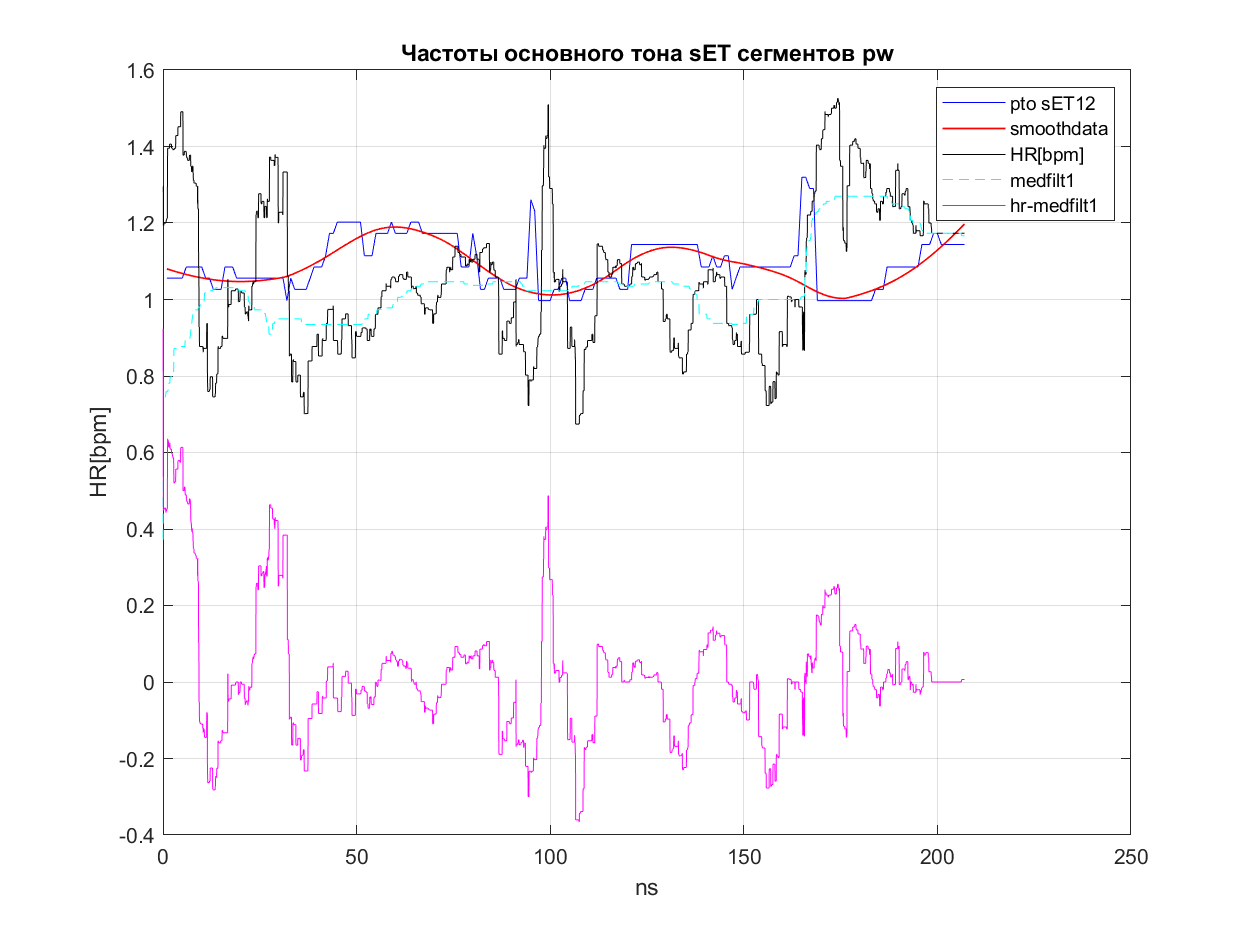 Частоты основного тона sET сегментов pw
1.6
1.4
1.2
1
0.8
0.6
0.4
0.2
0
-0.2
-0.4
HR[bpm]
pto sET12
smoothdata
HR[bpm]
medfilt1
hr-medfilt1
0 50 100 150 200 250
ns